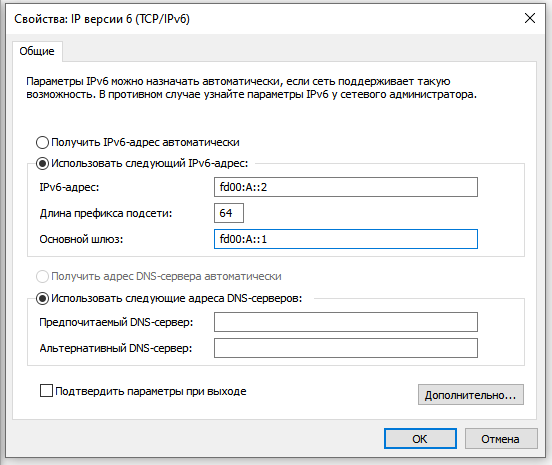 Свойства: IP версии 6 (TCP/IPv6)
Общие
Параметры IPv6 можно назначать автоматически, если сеть поддерживает такую
возможность. В противном случае узнайте параметры IPv6 у сетевого администратора.
Получить IPv6-адрес автоматически
Использовать следующий IPv6-адрес:
IPv6-адрес: fd00:A::2
Длина префикса подсети: 64
Основной шлюз: fd00:A::1
Получить адрес DNS-сервера автоматически
Использовать следующие адреса DNS-серверов:
Предпочитаемый DNS-сервер:
Альтернативный DNS-сервер:
Подтвердить параметры при выходе
Дополнительно...
ОК Отмена